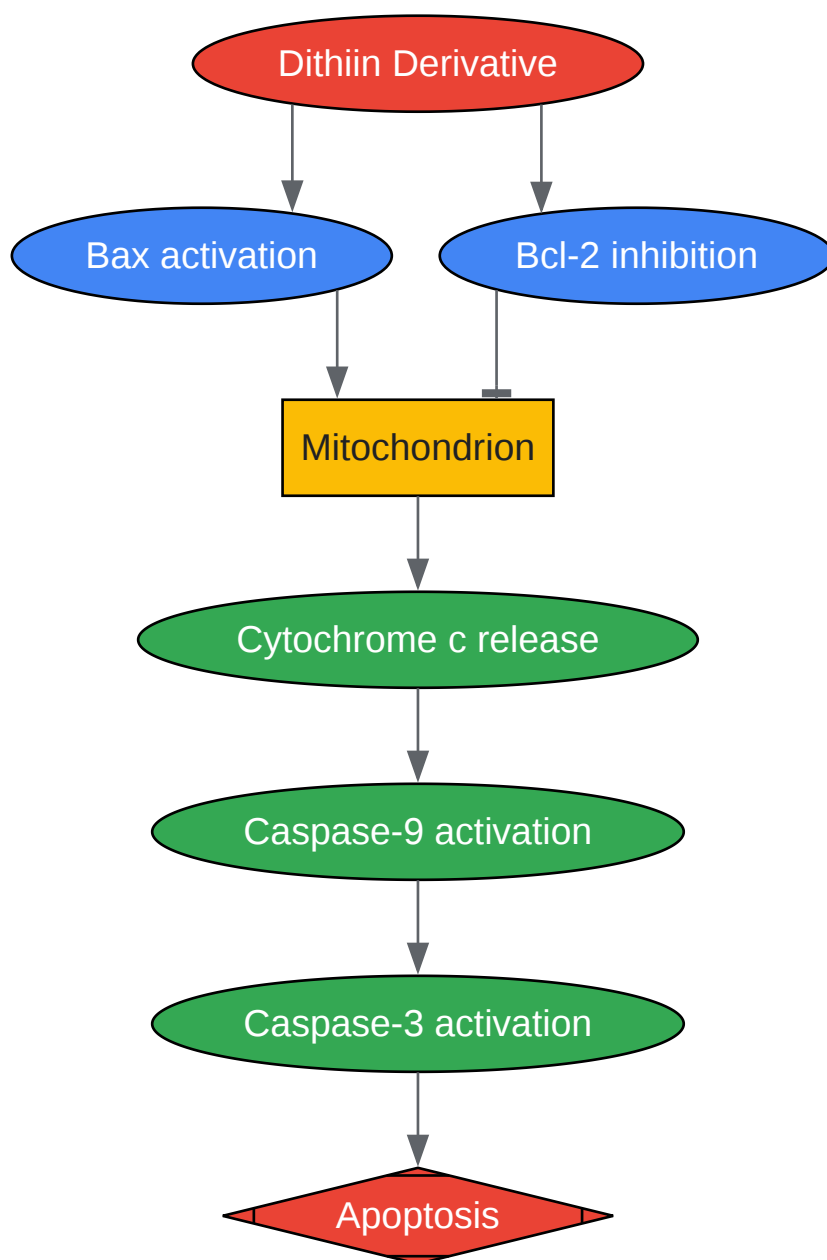 Dithiin Derivative
Bax activation
Bcl-2 inhibition
Mitochondrion
Cytochrome c release
Caspase-9 activation
Caspase-3 activation
Apoptosis